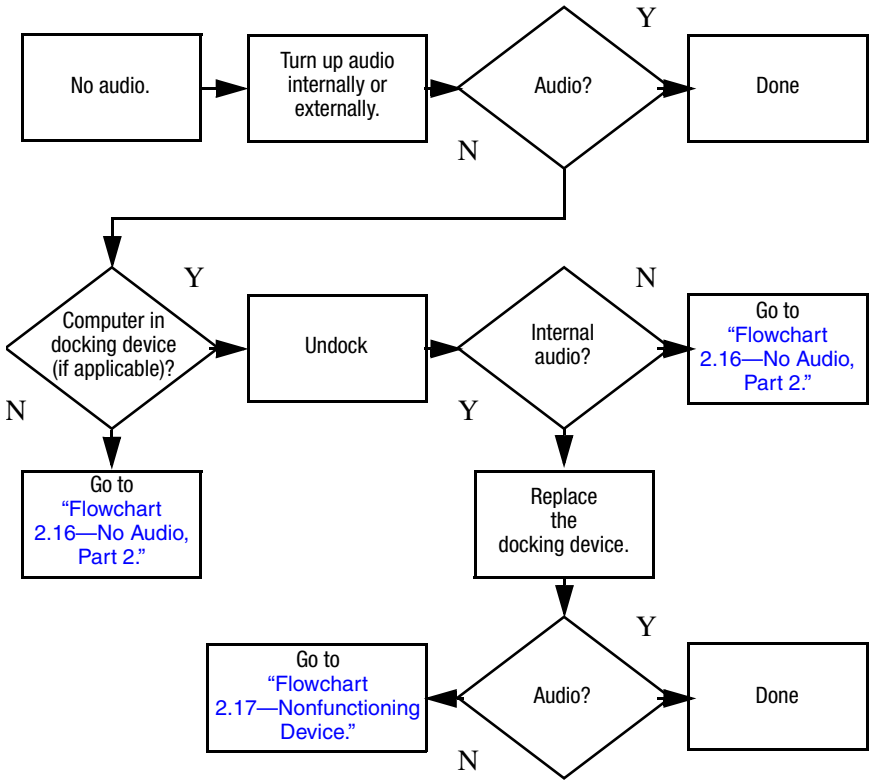 No audio.
Turn up audio
internally or
externally.
Audio?
Y
N
Done
Computer in
docking device
(if applicable)?
Y
N
Undock
Internal
audio?
N
Y
Go to
“Flowchart
2.16—No Audio,
Part 2.”
Go to
“Flowchart
2.16—No Audio,
Part 2.”
Replace
the
docking device.
Go to
“Flowchart
2.17—Nonfunctioning
Device.”
Audio?
Y
N
Done